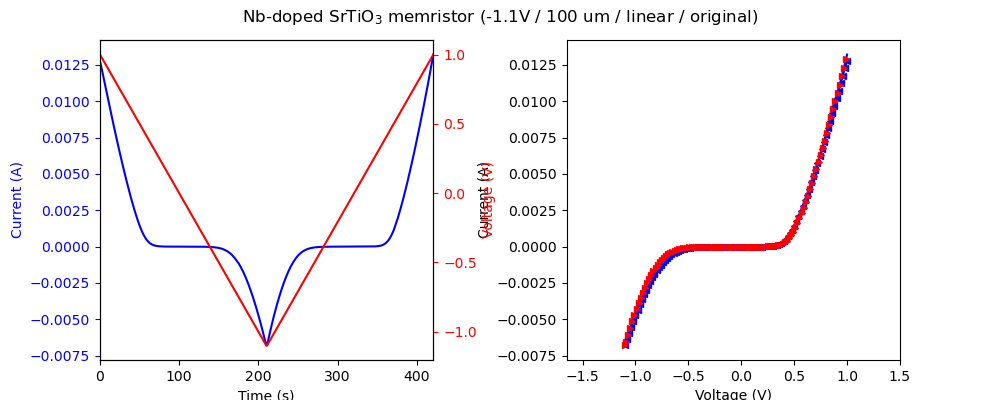 Nb-doped SrTiO₃ memristor (-1.1V / 100 um / linear / original)
Current (A)
0.0125
0.0100
0.0075
0.0050
0.0025
0.0000
−0.0025
−0.0050
−0.0075
0 100 200 300 400
Time (s)
1.0
0.5
0.0
−0.5
−1.0
Voltage (V)
Current (A)
0.0125
0.0100
0.0075
0.0050
0.0025
0.0000
−0.0025
−0.0050
−0.0075
−1.5 −1.0 −0.5 0.0 0.5 1.0 1.5
Voltage (V)